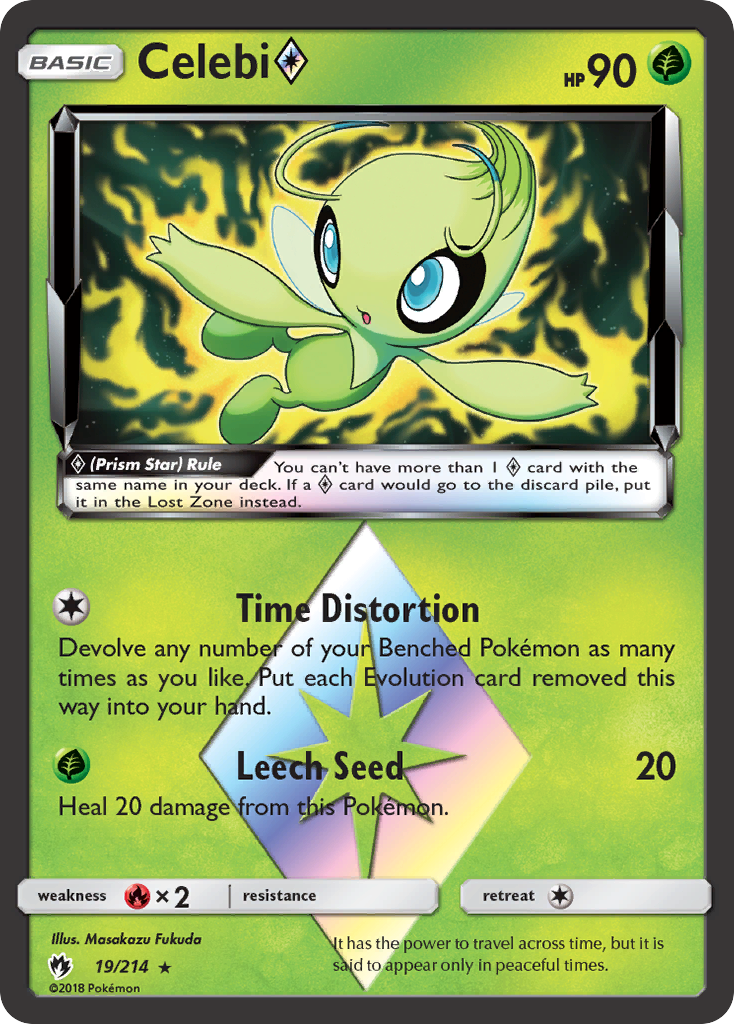 BASIC Celebi HP90
(Prism Star) Rule You can't have more than 1 card with the
same name in your deck. If a card would go to the discard pile, put
it in the Lost Zone instead.
Time Distortion
Devolve any number of your Benched Pokémon as many
times as you like. Put each Evolution card removed this
way into your hand.
Leech Seed 20
Heal 20 damage from this Pokémon.
weakness ×2 resistance retreat
Illus. Masakazu Fukuda
19/214 ★
©2018 Pokémon
It has the power to travel across time, but it is
said to appear only in peaceful times.